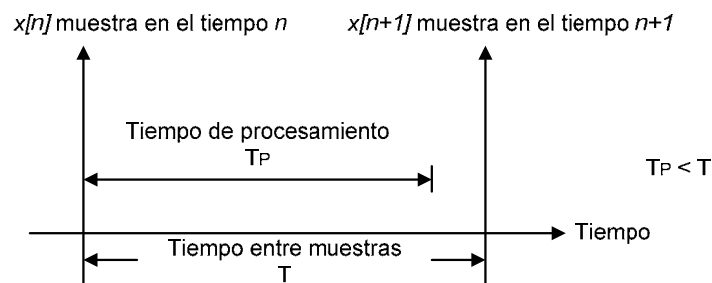 x[n] muestra en el tiempo n
x[n+1] muestra en el tiempo n+1
Tiempo de procesamiento
TP
TP < T
Tiempo
Tiempo entre muestras
T